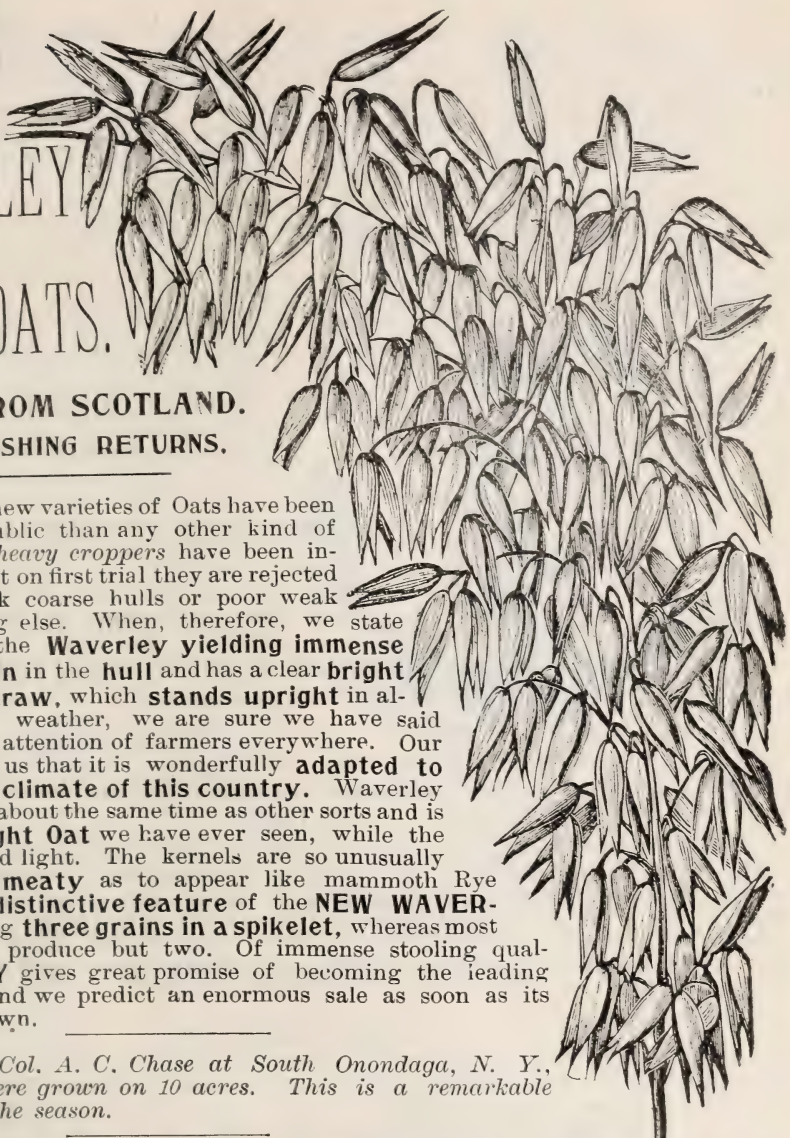 LEY
OATS.
ROM SCOTLAND.
SHING RETURNS.
ew varieties of Oats have been
ublic than any other kind of
heavy croppers have been in-
t on first trial they are rejected
k coarse hulls or poor weak
g else. When, therefore, we state
the Waverley yielding immense
n in the hull and has a clear bright
raw, which stands upright in al-
weather, we are sure we have said
attention of farmers everywhere. Our
us that it is wonderfully adapted to
climate of this country. Waverley
about the same time as other sorts and is
ght Oat we have ever seen, while the
d light. The kernels are so unusually
meaty as to appear like mammoth Rye
distinctive feature of the NEW WAVER-
g three grains in a spikelet, whereas most
produce but two. Of immense stooling qual-
Y gives great promise of becoming the leading
nd we predict an enormous sale as soon as its
wn.
Col. A. C. Chase at South Onondaga, N. Y.,
ere grown on 10 acres. This is a remarkable
he season.